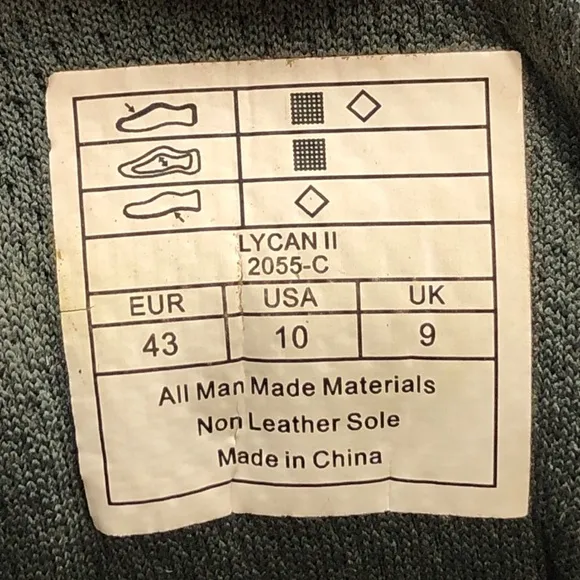 LYCAN II
2055-C
EUR USA UK
43 10 9
All Man Made Materials
Non Leather Sole
Made in China